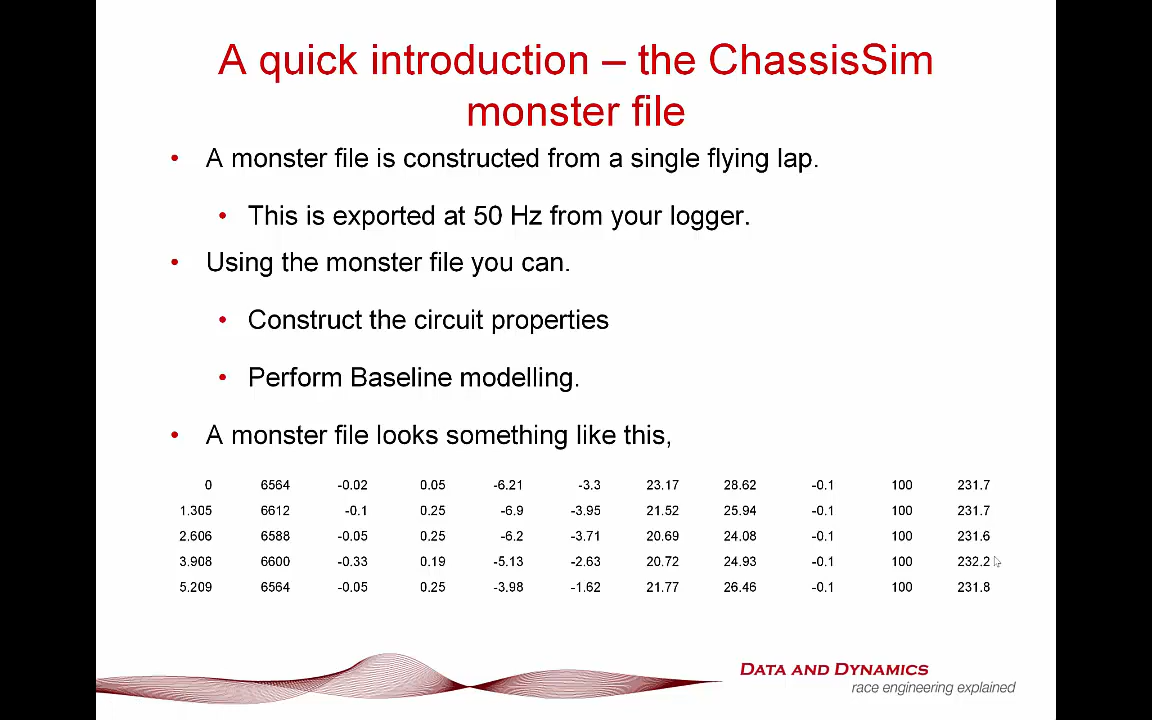 A quick introduction – the ChassisSim
monster file
• A monster file is constructed from a single flying lap.
• This is exported at 50 Hz from your logger.
• Using the monster file you can.
• Construct the circuit properties
• Perform Baseline modelling.
• A monster file looks something like this,
0 6564 -0.02 0.05 -6.21 -3.3 23.17 28.62 -0.1 100 231.7
1.305 6612 -0.1 0.25 -6.9 -3.95 21.52 25.94 -0.1 100 231.7
2.606 6588 -0.05 0.25 -6.2 -3.71 20.69 24.08 -0.1 100 231.6
3.908 6600 -0.33 0.19 -5.13 -2.63 20.72 24.93 -0.1 100 232.2
5.209 6564 -0.05 0.25 -3.98 -1.62 21.77 26.46 -0.1 100 231.8
DATA AND DYNAMICS
race engineering explained